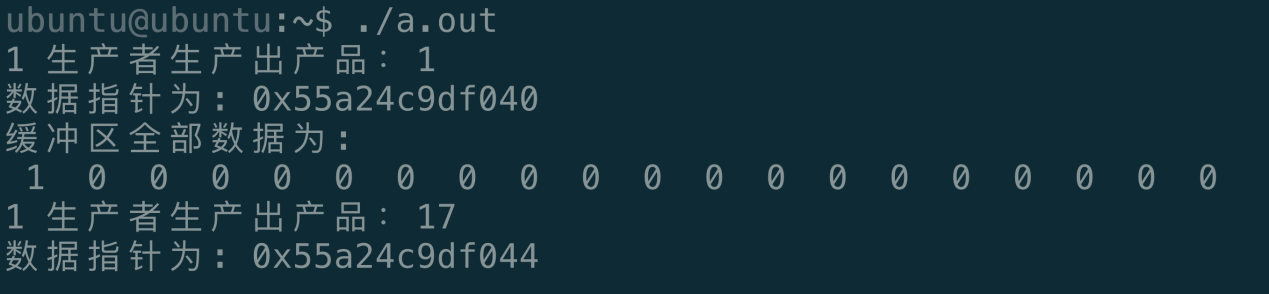 ubuntu@ubuntu:~$ ./a.out
1 生产者生产出产品：1
数据指针为: 0x55a24c9df040
缓冲区全部数据为:
1 0 0 0 0 0 0 0 0 0 0 0 0 0 0 0 0 0 0 0
1 生产者生产出产品：17
数据指针为: 0x55a24c9df044